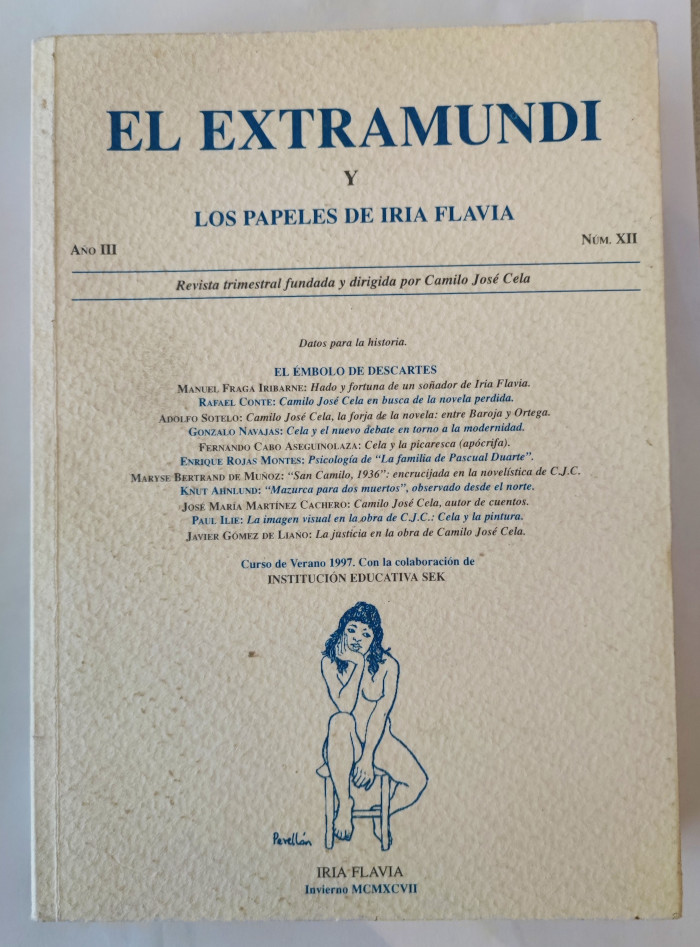 EL EXTRAMUNDI
Y
LOS PAPELES DE IRIA FLAVIA
AÑO III
NÚM. XII
Revista trimestral fundada y dirigida por Camilo José Cela
Datos para la historia.
EL ÉMBOLO DE DESCARTES
MANUEL FRAGA IRIBARNE: Hado y fortuna de un soñador de Iria Flavia.
RAFAEL CONTE: Camilo José Cela en busca de la novela perdida.
ADOLFO SOTELO: Camilo José Cela, la forja de la novela: entre Baroja y Ortega.
GONZALO NAVAJAS: Cela y el nuevo debate en torno a la modernidad.
FERNANDO CABO ASEGUINOLAZA: Cela y la picaresca (apócrifa).
ENRIQUE ROJAS MONTES: Psicología de "La familia de Pascual Duarte".
MARYSE BERTRAND DE MUÑOZ: "San Camilo, 1936": encrucijada en la novelística de C.J.C.
KNUT AHNLUND: "Mazurca para dos muertos", observado desde el norte.
JOSÉ MARÍA MARTÍNEZ CACHERO: Camilo José Cela, autor de cuentos.
PAUL ILIE: La imagen visual en la obra de C.J.C.: Cela y la pintura.
JAVIER GÓMEZ DE LIAÑO: La justicia en la obra de Camilo José Cela.
Curso de Verano 1997. Con la colaboración de
INSTITUCIÓN EDUCATIVA SEK
Perellón
IRIA FLAVIA
Invierno MCMXCVII